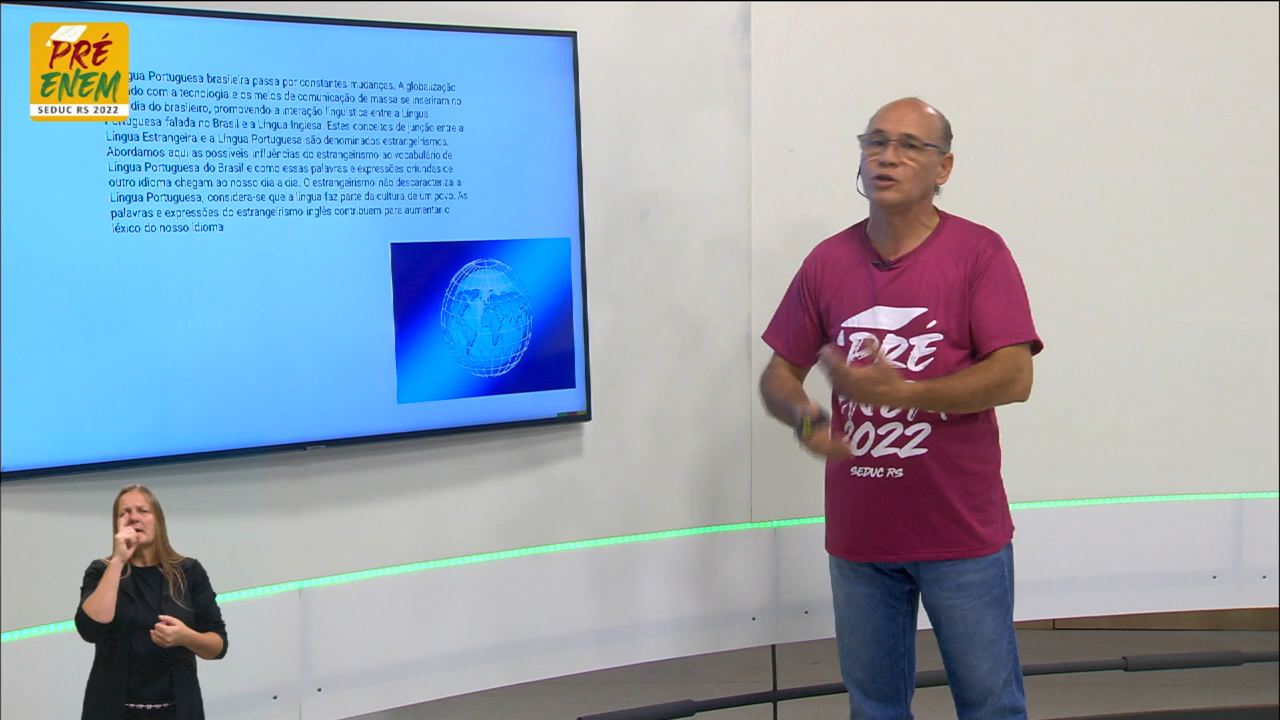 PRÉ
ENEM
SEDUC RS 2022
gua Portuguesa brasileira passa por constantes mudanças. A globalização
do com a tecnologia e os meios de comunicação de massa se inseriram no
dia do brasileiro, promovendo a interação linguística entre a Língua
Portuguesa falada no Brasil e a Língua Inglesa. Estes conceitos de junção entre a
Língua Estrangeira e a Língua Portuguesa são denominados estrangeirismos.
Abordamos aqui as possíveis influências do estrangeirismo ao vocabulário de
Língua Portuguesa do Brasil e como essas palavras e expressões oriundas de
outro idioma chegam ao nosso dia a dia. O estrangeirismo não descaracteriza a
Língua Portuguesa, considera-se que a língua faz parte da cultura de um povo. As
palavras e expressões do estrangeirismo inglês contribuem para aumentar o
léxico do nosso idioma.
PRÉ
2022
SEDUC RS